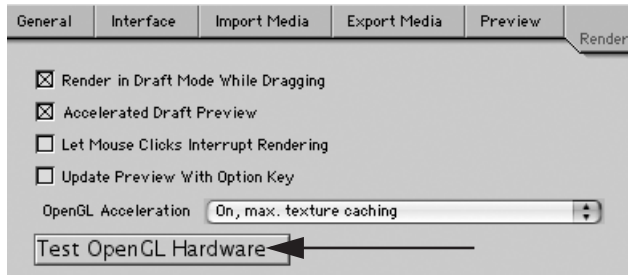 General Interface Import Media Export Media Preview Render
Render in Draft Mode While Dragging
Accelerated Draft Preview
Let Mouse Clicks Interrupt Rendering
Update Preview With Option Key
OpenGL Acceleration On, max. texture caching
Test OpenGL Hardware